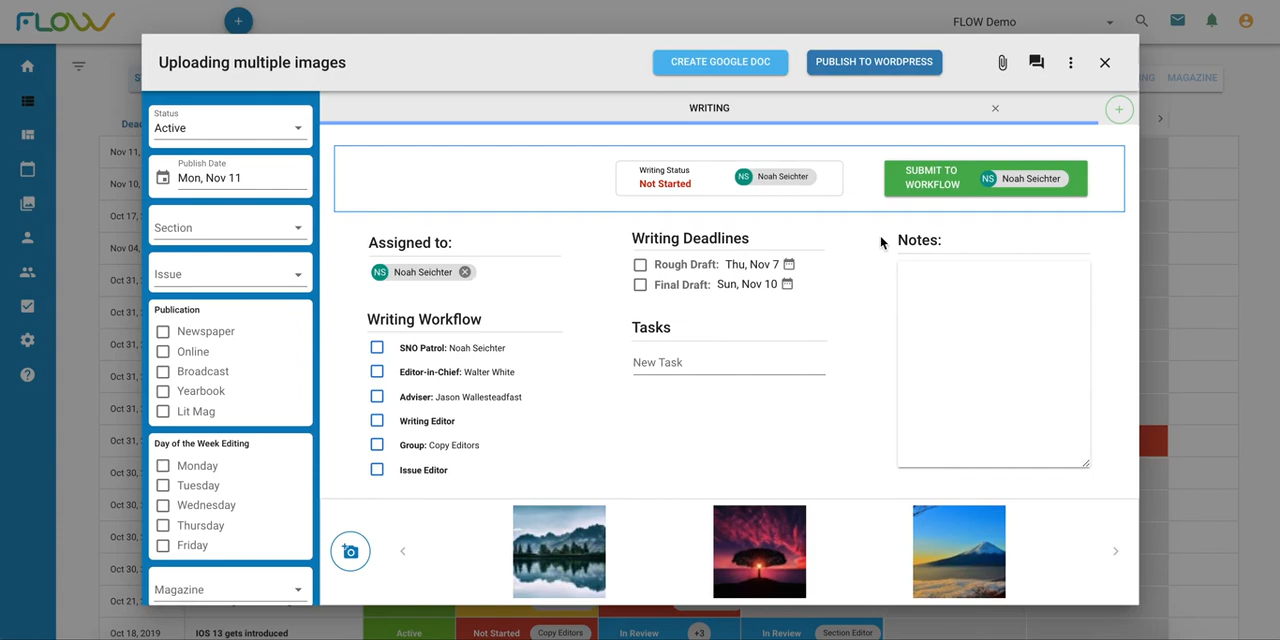 FLOW
+
FLOW Demo
Uploading multiple images
CREATE GOOGLE DOC
PUBLISH TO WORDPRESS
MAGAZINE
WRITING
Status
Active
Publish Date
Mon, Nov 11
Section
Issue
Publication
Newspaper
Online
Broadcast
Yearbook
Lit Mag
Day of the Week Editing
Monday
Tuesday
Wednesday
Thursday
Friday
Magazine
Writing Status
Not Started
NS Noah Seichter
SUBMIT TO
WORKFLOW
NS Noah Seichter
Assigned to:
NS Noah Seichter
Writing Workflow
SNO Patrol: Noah Seichter
Editor-in-Chief: Walter White
Adviser: Jason Wallesteadfast
Writing Editor
Group: Copy Editors
Issue Editor
Writing Deadlines
Rough Draft: Thu, Nov 7
Final Draft: Sun, Nov 10
Tasks
New Task
Notes:
Nov 11,
Nov 10,
Oct 17,
Nov 04,
Oct 31,
Oct 31,
Oct 31,
Oct 31,
Oct 31,
Oct 31,
Oct 30,
Oct 30,
Oct 30,
Oct 30,
Oct 21,
Oct 18, 2019 IOS 13 gets introduced Active Not Started Copy Editors In Review +3 In Review Section Editor